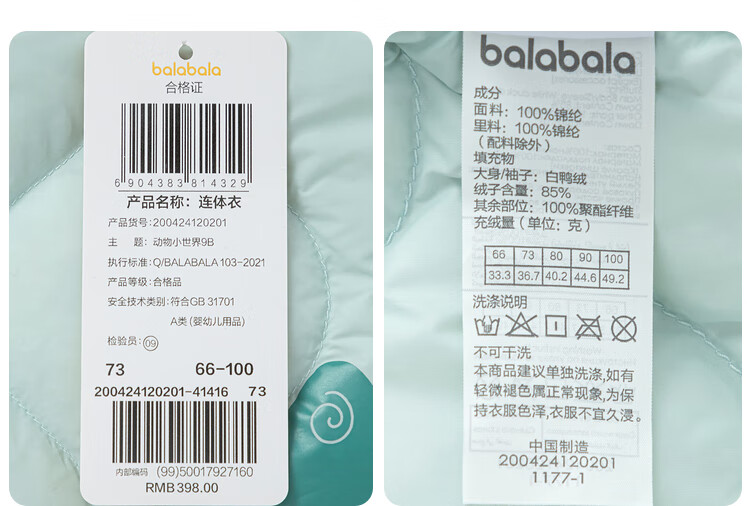 balabala
合格证
6904383814329
产品名称：连体衣
产品货号：200424120201
主　题：动物小世界9B
执行标准：Q/BALABALA 103-2021
产品等级：合格品
安全技术类别：符合GB 31701
A类(婴幼儿用品)
检验员：09
73 66-100
200424120201-41416 73
内部编码 (99)50017927160
RMB398.00
balabala
成分
面料：100%锦纶
里料：100%锦纶
（配料除外）
填充物
大身/袖子：白鸭绒
绒子含量：85%
其余部位：100%聚酯纤维
充绒量（单位：克）
66 73 80 90 100
33.3 36.7 40.2 44.6 49.2
洗涤说明
不可干洗
本商品建议单独洗涤,如有
轻微褪色属正常现象,为保
持衣服色泽,衣服不宜久浸。
中国制造
200424120201
1177-1